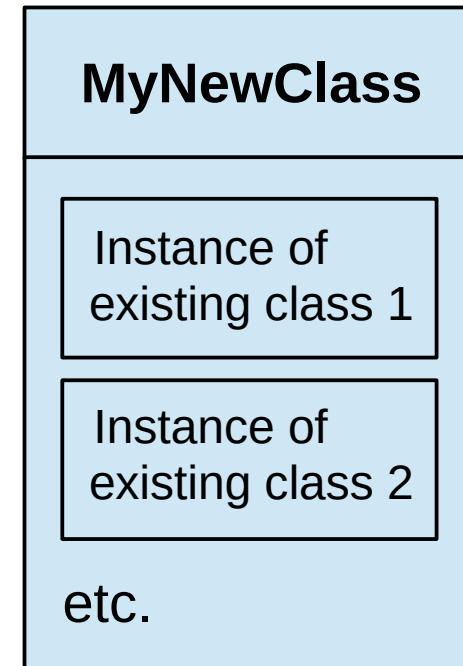 MyNewClass
Instance of
existing class 1
Instance of
existing class 2
etc.